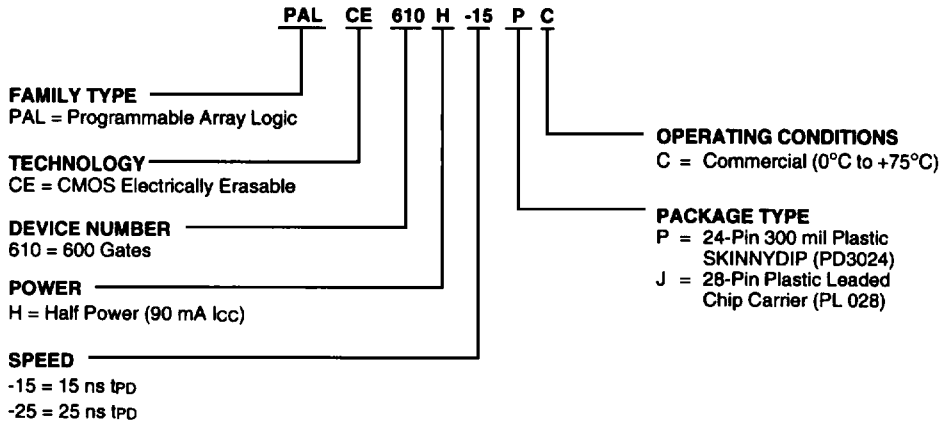 PAL CE 610 H -15 P C
FAMILY TYPE
PAL = Programmable Array Logic
TECHNOLOGY
CE = CMOS Electrically Erasable
DEVICE NUMBER
610 = 600 Gates
POWER
H = Half Power (90 mA ICC)
SPEED
-15 = 15 ns tPD
-25 = 25 ns tPD
OPERATING CONDITIONS
C = Commercial (0°C to +75°C)
PACKAGE TYPE
P = 24-Pin 300 mil Plastic
SKINNYDIP (PD3024)
J = 28-Pin Plastic Leaded
Chip Carrier (PL 028)